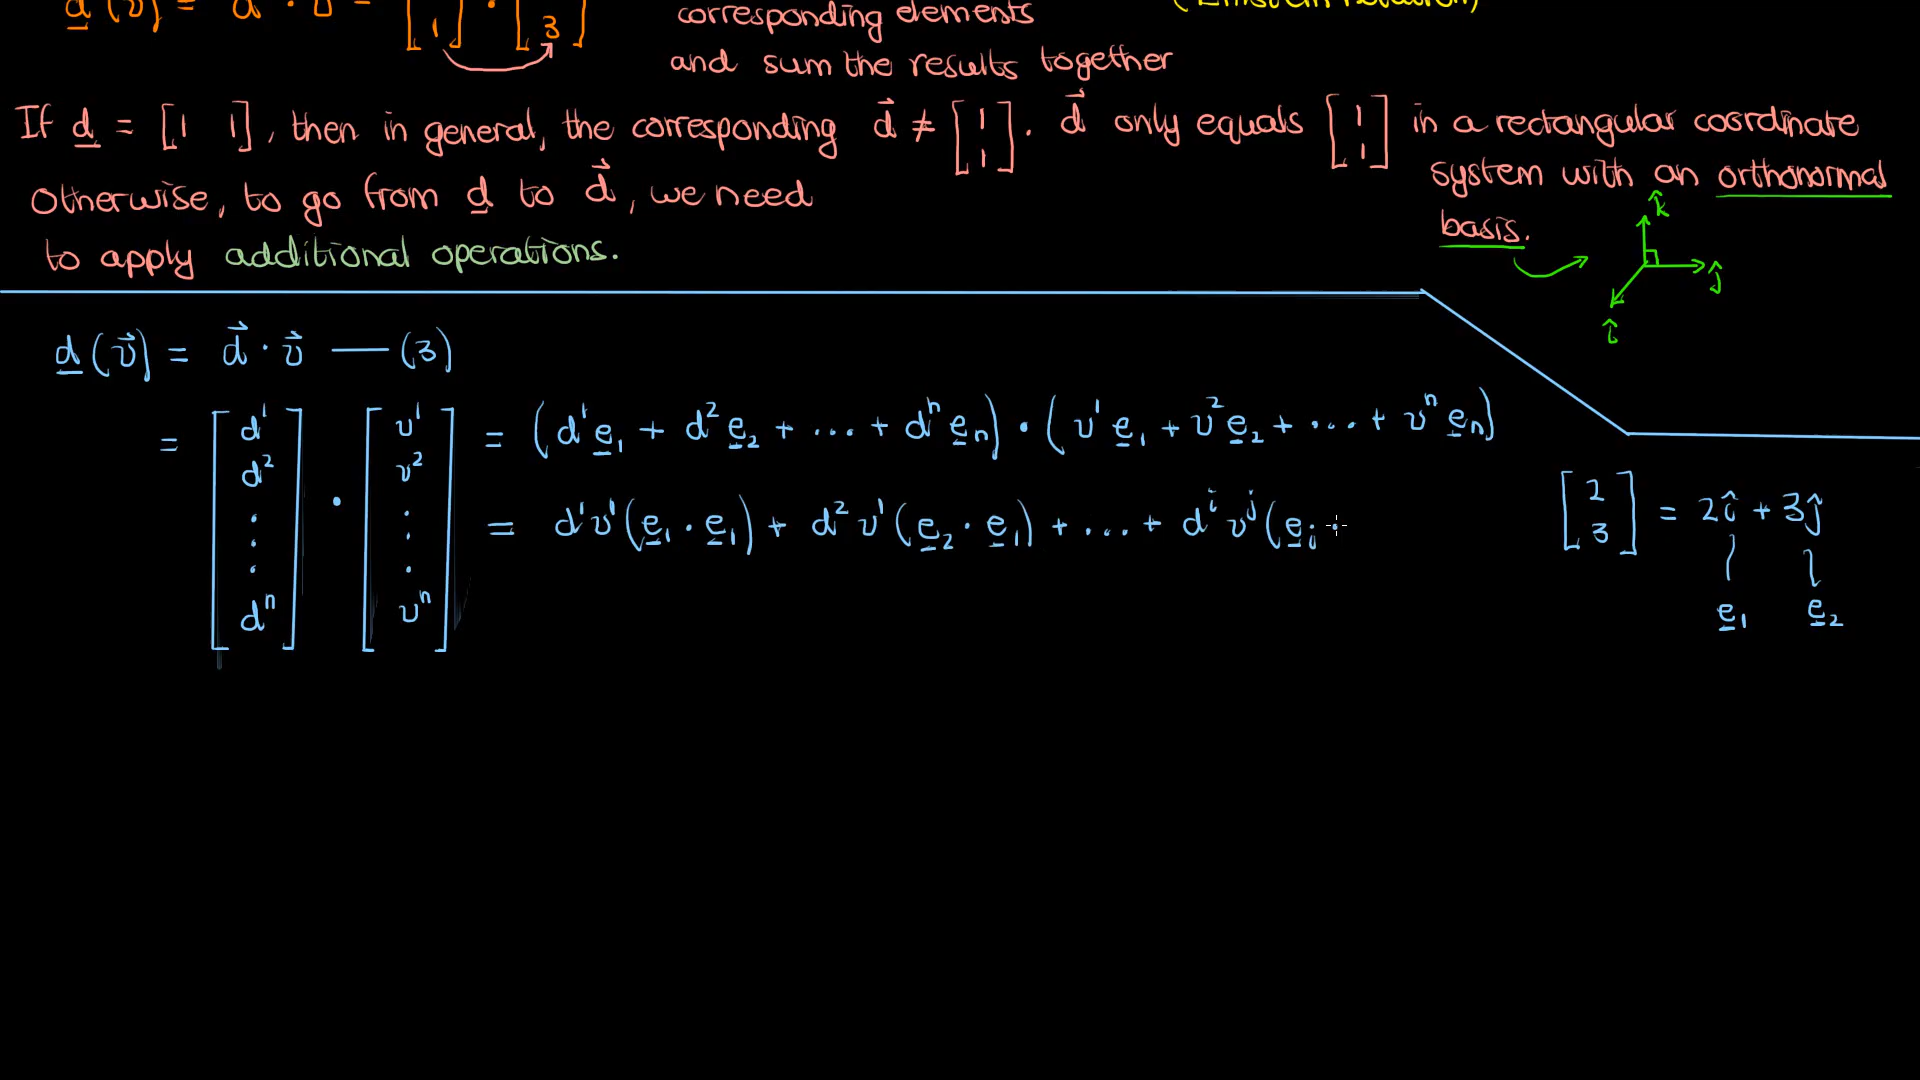 d(v) = d · v = [ 1 ] · [ 3 ]
corresponding elements
and sum the results together
If d = [1 1], then in general, the corresponding d⃗ ≠ [1 1]. d⃗ only equals [1 1] in a rectangular coordinate
system with an orthonormal
basis.
Otherwise, to go from d to d⃗, we need
to apply additional operations.
k̂
ĵ
î
d(v⃗) = d⃗ · v⃗ — (3)
= [d¹ d² ... dⁿ] · [v¹ v² ... vⁿ] = (d¹e₁ + d²e₂ + ... + dⁿeₙ) · (v¹e₁ + v²e₂ + ... + vⁿeₙ)
= d¹v¹(e₁ · e₁) + d²v¹(e₂ · e₁) + ... + dⁱvʲ(eᵢ ·
[2 3] = 2î + 3ĵ
e₁ e₂